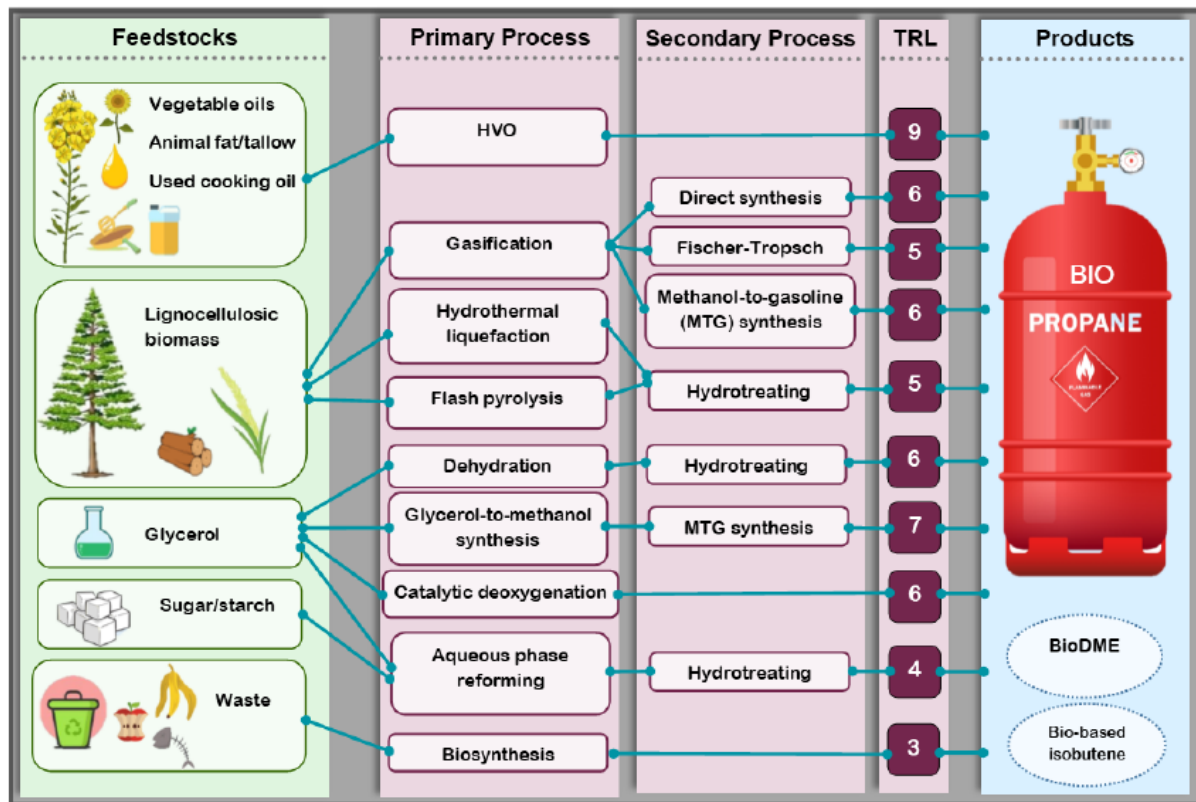 Feedstocks
Primary Process
Secondary Process
TRL
Products
Vegetable oils
Animal fat/tallow
Used cooking oil
HVO
9
Direct synthesis
6
Gasification
Fischer-Tropsch
5
Lignocellulosic
biomass
Hydrothermal
liquefaction
Methanol-to-gasoline
(MTG) synthesis
6
BIO
PROPANE
FLAMMABLE
GAS
Flash pyrolysis
Hydrotreating
5
Dehydration
Hydrotreating
6
Glycerol
Glycerol-to-methanol
synthesis
MTG synthesis
7
Catalytic deoxygenation
6
Sugar/starch
Aqueous phase
reforming
Hydrotreating
4
BioDME
Waste
Biosynthesis
3
Bio-based
isobutene